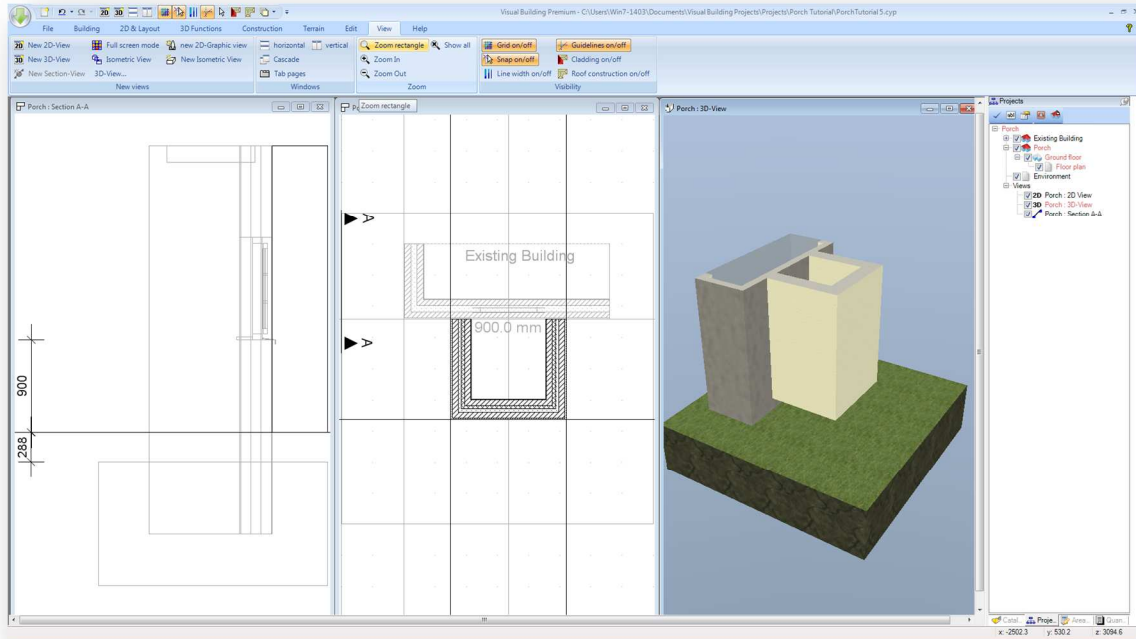 Visual Building Premium - C:\Users\Win7-1403\Documents\Visual Building Projects\Projects\Porch Tutorial\PorchTutorial 5.cyp
File Building 2D & Layout 3D Functions Construction Terrain Edit View Help
2D New 2D-View Full screen mode new 2D-Graphic view horizontal vertical Zoom rectangle Show all Grid on/off Guidelines on/off
3D New 3D-View Isometric View New Isometric View Cascade Zoom In Snap on/off Cladding on/off
New Section-View 3D-View... Tab pages Zoom Out Line width on/off Roof construction on/off
New views Windows Zoom Visibility
Porch : Section A-A
Zoom rectangle
Porch : 3D-View
Projects
Porch
Existing Building
Porch
Ground floor
Floor plan
Environment
Views
2D Porch : 2D View
3D Porch : 3D-View
Porch : Section A-A
A
Existing Building
900.0 mm
A
900
288
Catal... Proje... Area... Quan...
x: -2502.3 y: 530.2 z: 3094.6